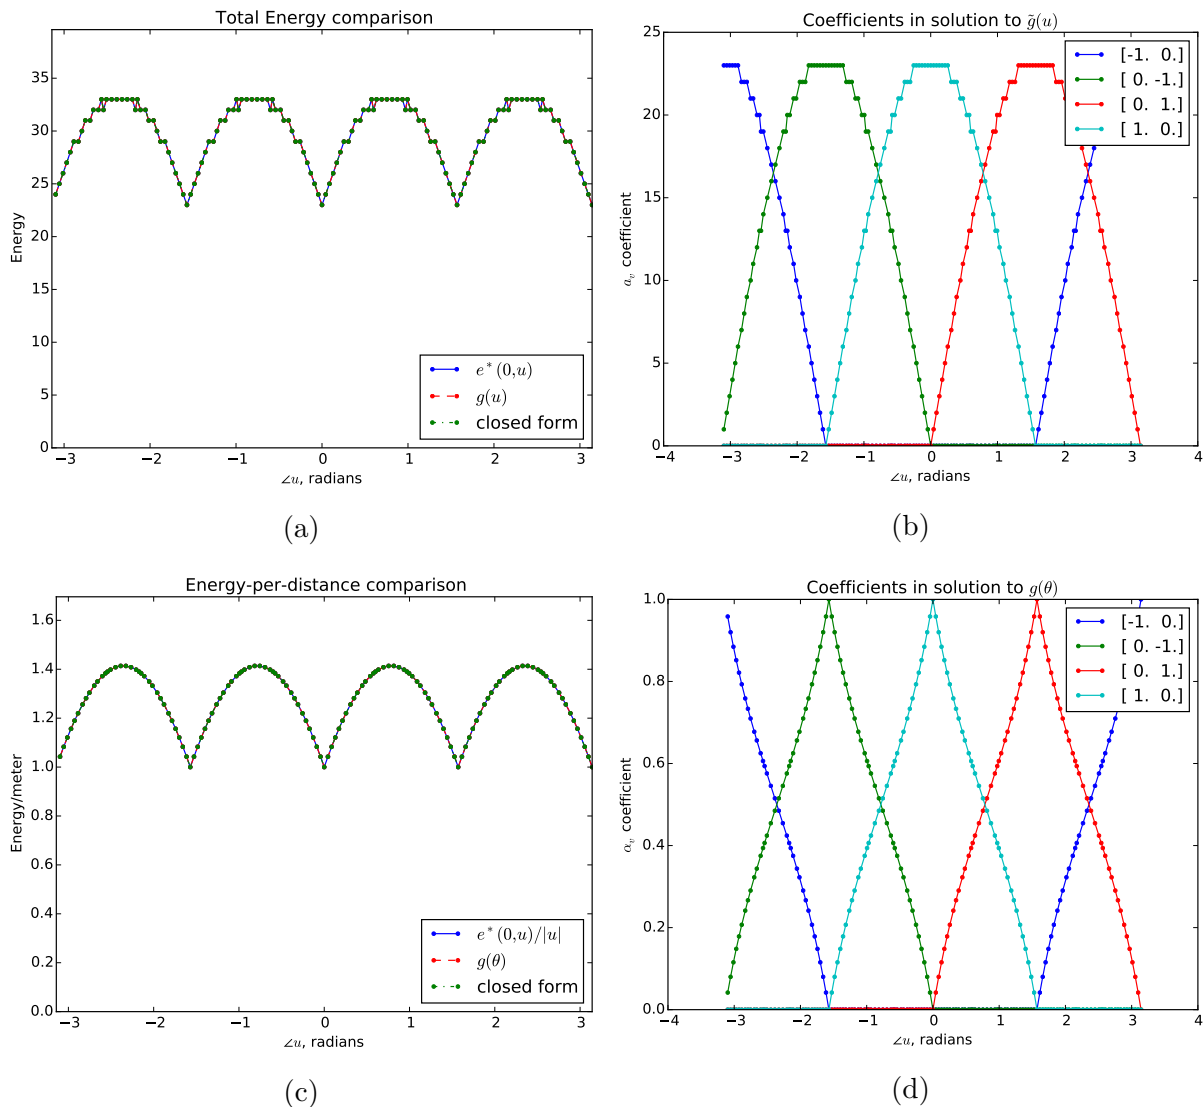 Total Energy comparison
Energy
35
30
25
20
15
10
5
0
−3 −2 −1 0 1 2 3
∠u, radians
e*(0,u)
g(u)
closed form
(a)
Coefficients in solution to g̃(u)
a_v coefficient
25
20
15
10
5
0
−4 −3 −2 −1 0 1 2 3 4
∠u, radians
[-1. 0.]
[ 0. -1.]
[ 0. 1.]
[ 1. 0.]
(b)
Energy-per-distance comparison
Energy/meter
1.6
1.4
1.2
1.0
0.8
0.6
0.4
0.2
0.0
−3 −2 −1 0 1 2 3
∠u, radians
e*(0,u)/|u|
g(θ)
closed form
(c)
Coefficients in solution to g(θ)
α_v coefficient
1.0
0.8
0.6
0.4
0.2
0.0
−4 −3 −2 −1 0 1 2 3 4
∠u, radians
[-1. 0.]
[ 0. -1.]
[ 0. 1.]
[ 1. 0.]
(d)